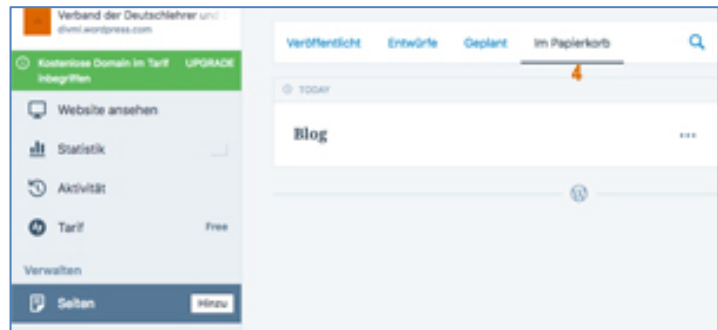 Verband der Deutschlehrer und
divml.wordpress.com
Kostenlose Domain im Tarif inbegriffen UPGRADE
Website ansehen
Statistik
Aktivität
Tarif Free
Verwalten
Seiten Hinzu
Veröffentlicht Entwürfe Geplant Im Papierkorb
4
TODAY
Blog